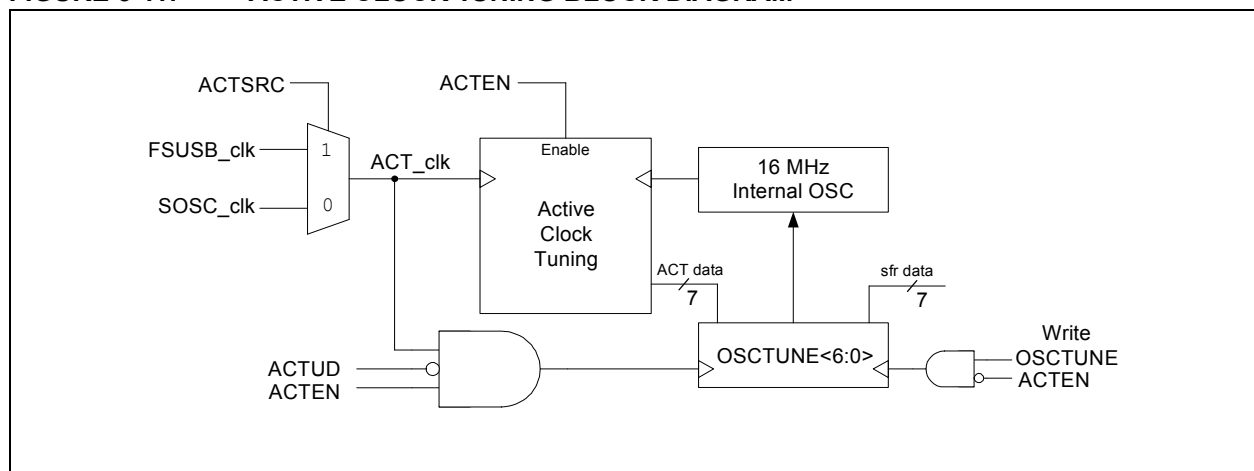 ACTSRC
ACTEN
FSUSB_clk
1
Enable
ACT_clk
16 MHz
Internal OSC
SOSC_clk
0
Active
Clock
Tuning
ACT data
7
sfr data
7
Write
OSCTUNE<6:0>
OSCTUNE
ACTUD
ACTEN
ACTEN